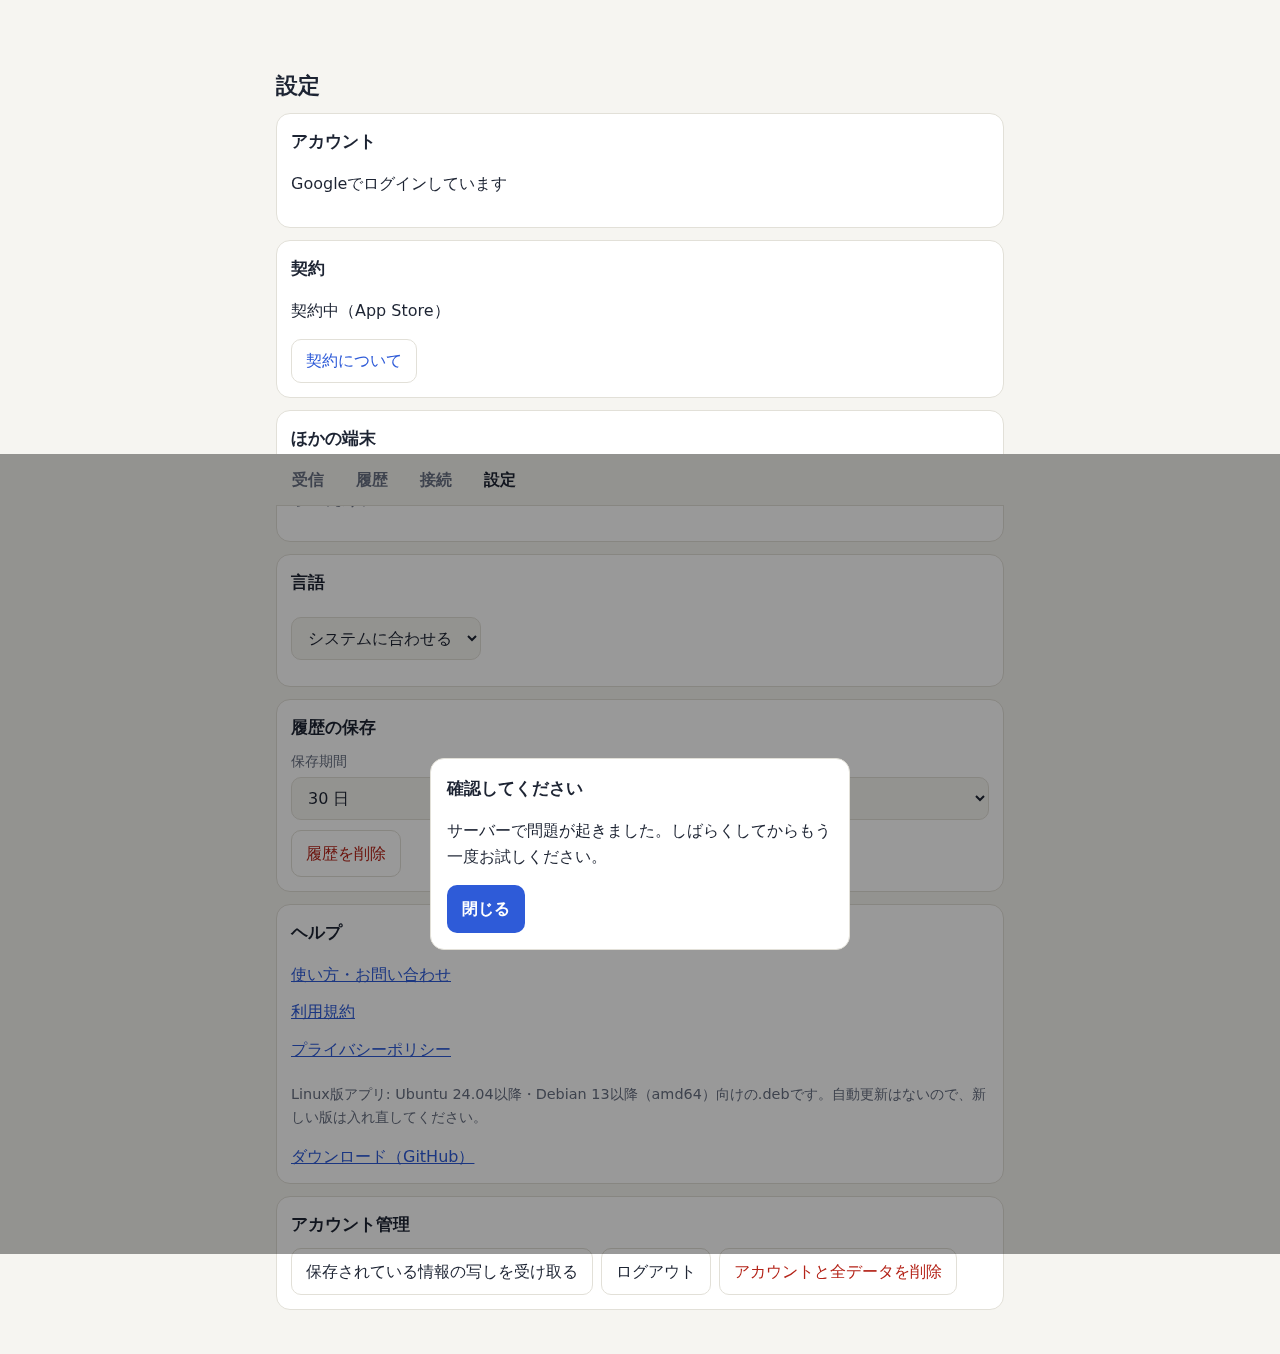 設定
アカウント
Googleでログインしています
契約
契約中（App Store）
契約について
ほかの端末
受信 履歴 接続 設定
言語
システムに合わせる
履歴の保存
保存期間
30 日
履歴を削除
確認してください
サーバーで問題が起きました。しばらくしてからもう
一度お試しください。
閉じる
ヘルプ
使い方・お問い合わせ
利用規約
プライバシーポリシー
Linux版アプリ: Ubuntu 24.04以降・Debian 13以降（amd64）向けの.debです。自動更新はないので、新
しい版は入れ直してください。
ダウンロード（GitHub）
アカウント管理
保存されている情報の写しを受け取る ログアウト アカウントと全データを削除